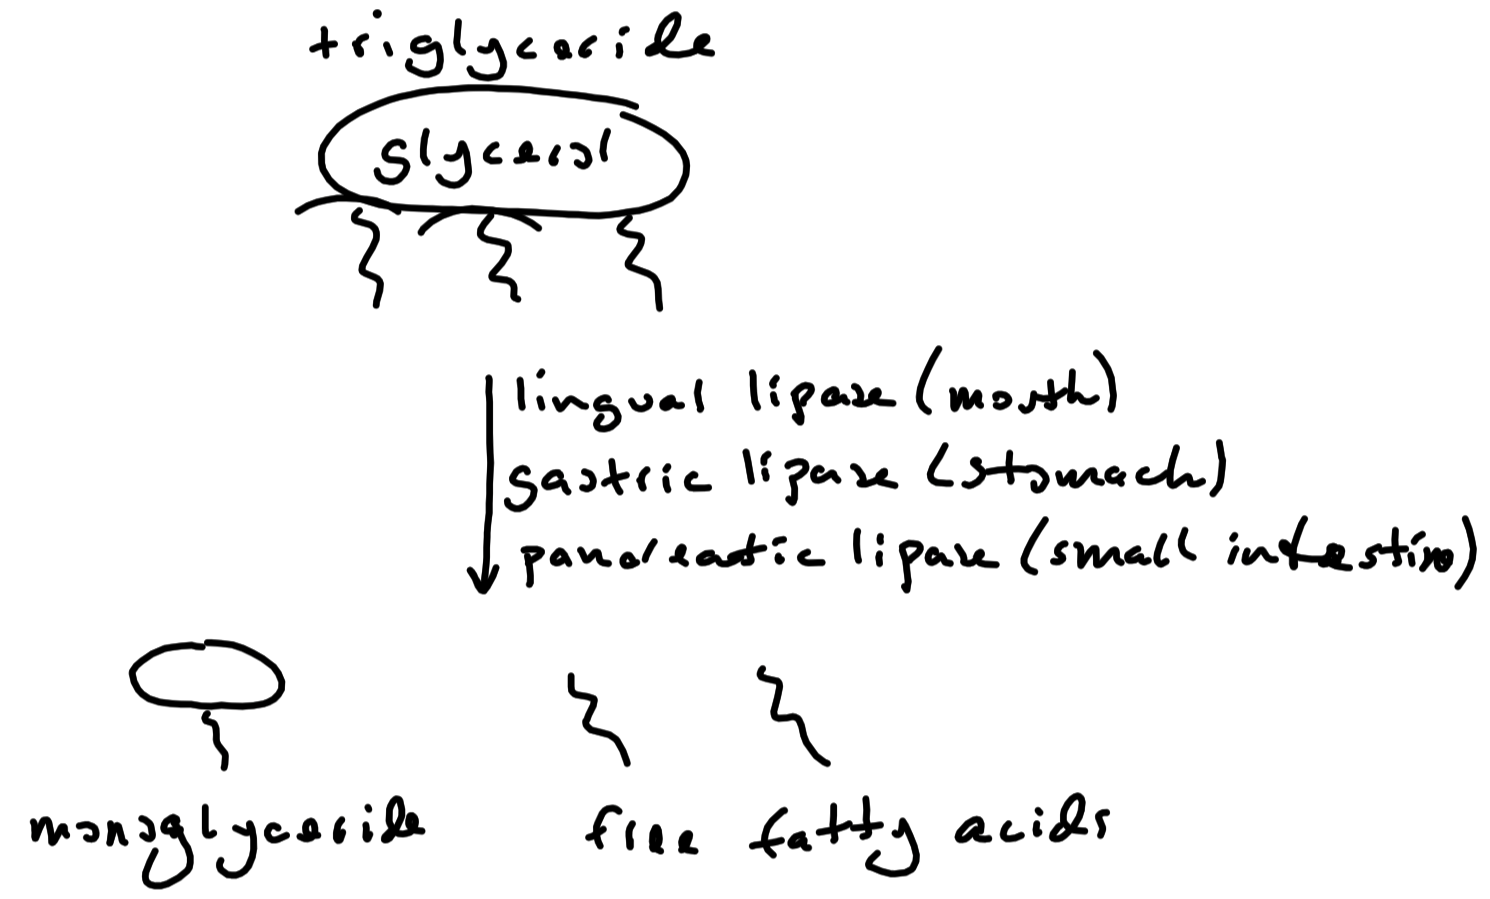 triglyceride
glycerol
lingual lipase (mouth)
gastric lipase (stomach)
pancreatic lipase (small intestine)
monoglyceride free fatty acids